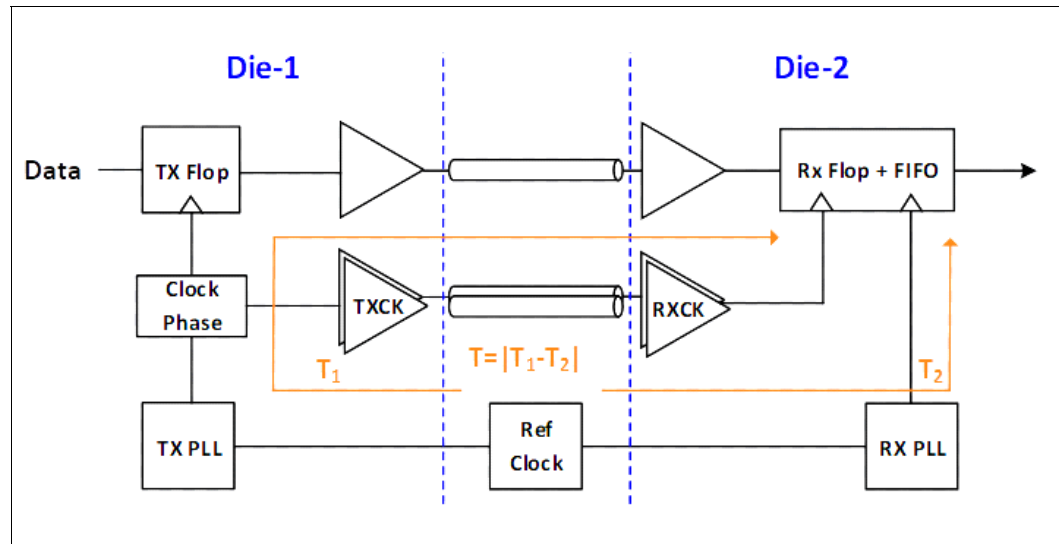 Die-1
Die-2
Data
TX Flop
Rx Flop + FIFO
Clock
Phase
TXCK
RXCK
T₁
T=|T₁-T₂|
T₂
TX PLL
Ref
Clock
RX PLL